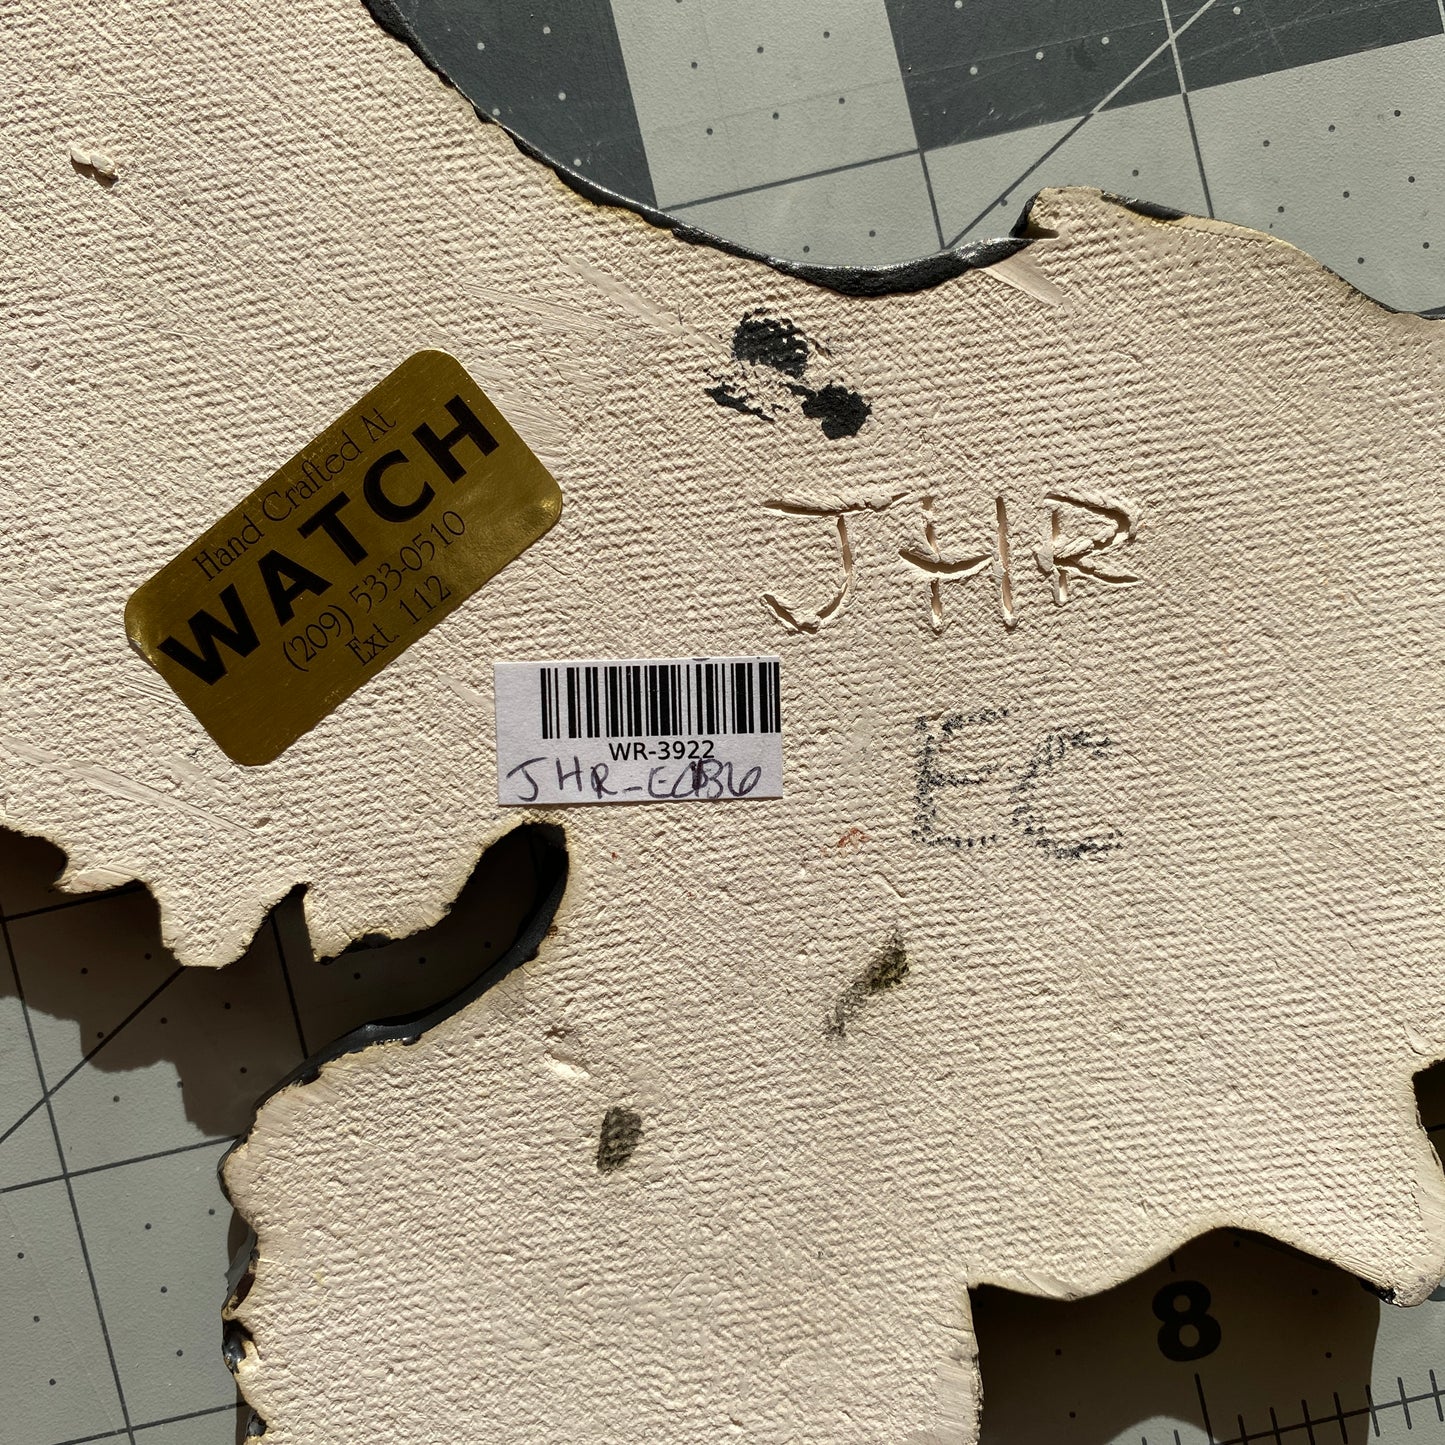 Hand Crafted At
WATCH
(209) 533-0510
Ext. 112
JHR
WR-3922
EC
8